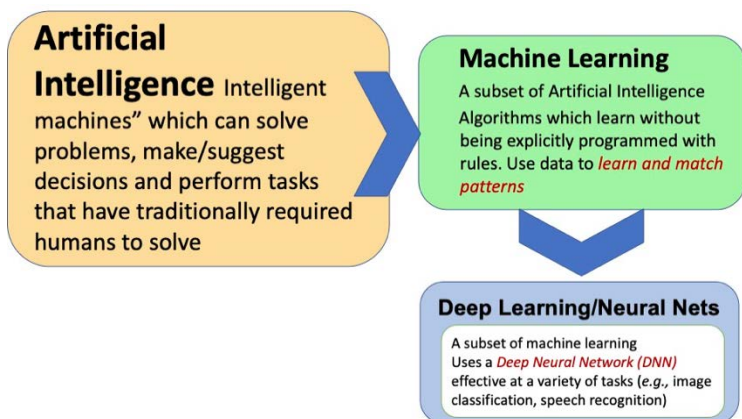 Artificial
Intelligence Intelligent
machines” which can solve
problems, make/suggest
decisions and perform tasks
that have traditionally required
humans to solve
Machine Learning
A subset of Artificial Intelligence
Algorithms which learn without
being explicitly programmed with
rules. Use data to learn and match
patterns
Deep Learning/Neural Nets
A subset of machine learning
Uses a Deep Neural Network (DNN)
effective at a variety of tasks (e.g., image
classification, speech recognition)